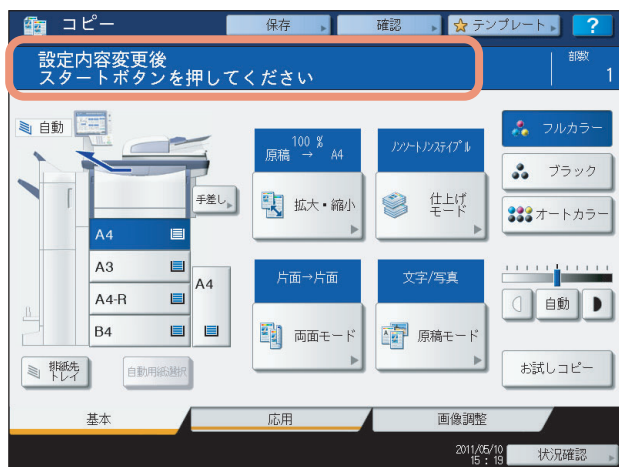 コピー
保存
確認
テンプレート
?
設定内容変更後
スタートボタンを押してください
部数
1
自動
100 %
原稿 → A4
ノンソートノンステイプル
フルカラー
ブラック
オートカラー
手差し
拡大・縮小
仕上げ
モード
A4
A3
A4-R
B4
A4
片面→片面
文字/写真
両面モード
原稿モード
自動
排紙先
トレイ
自動用紙選択
お試しコピー
基本
応用
画像調整
2011/05/10
15 : 19
状況確認